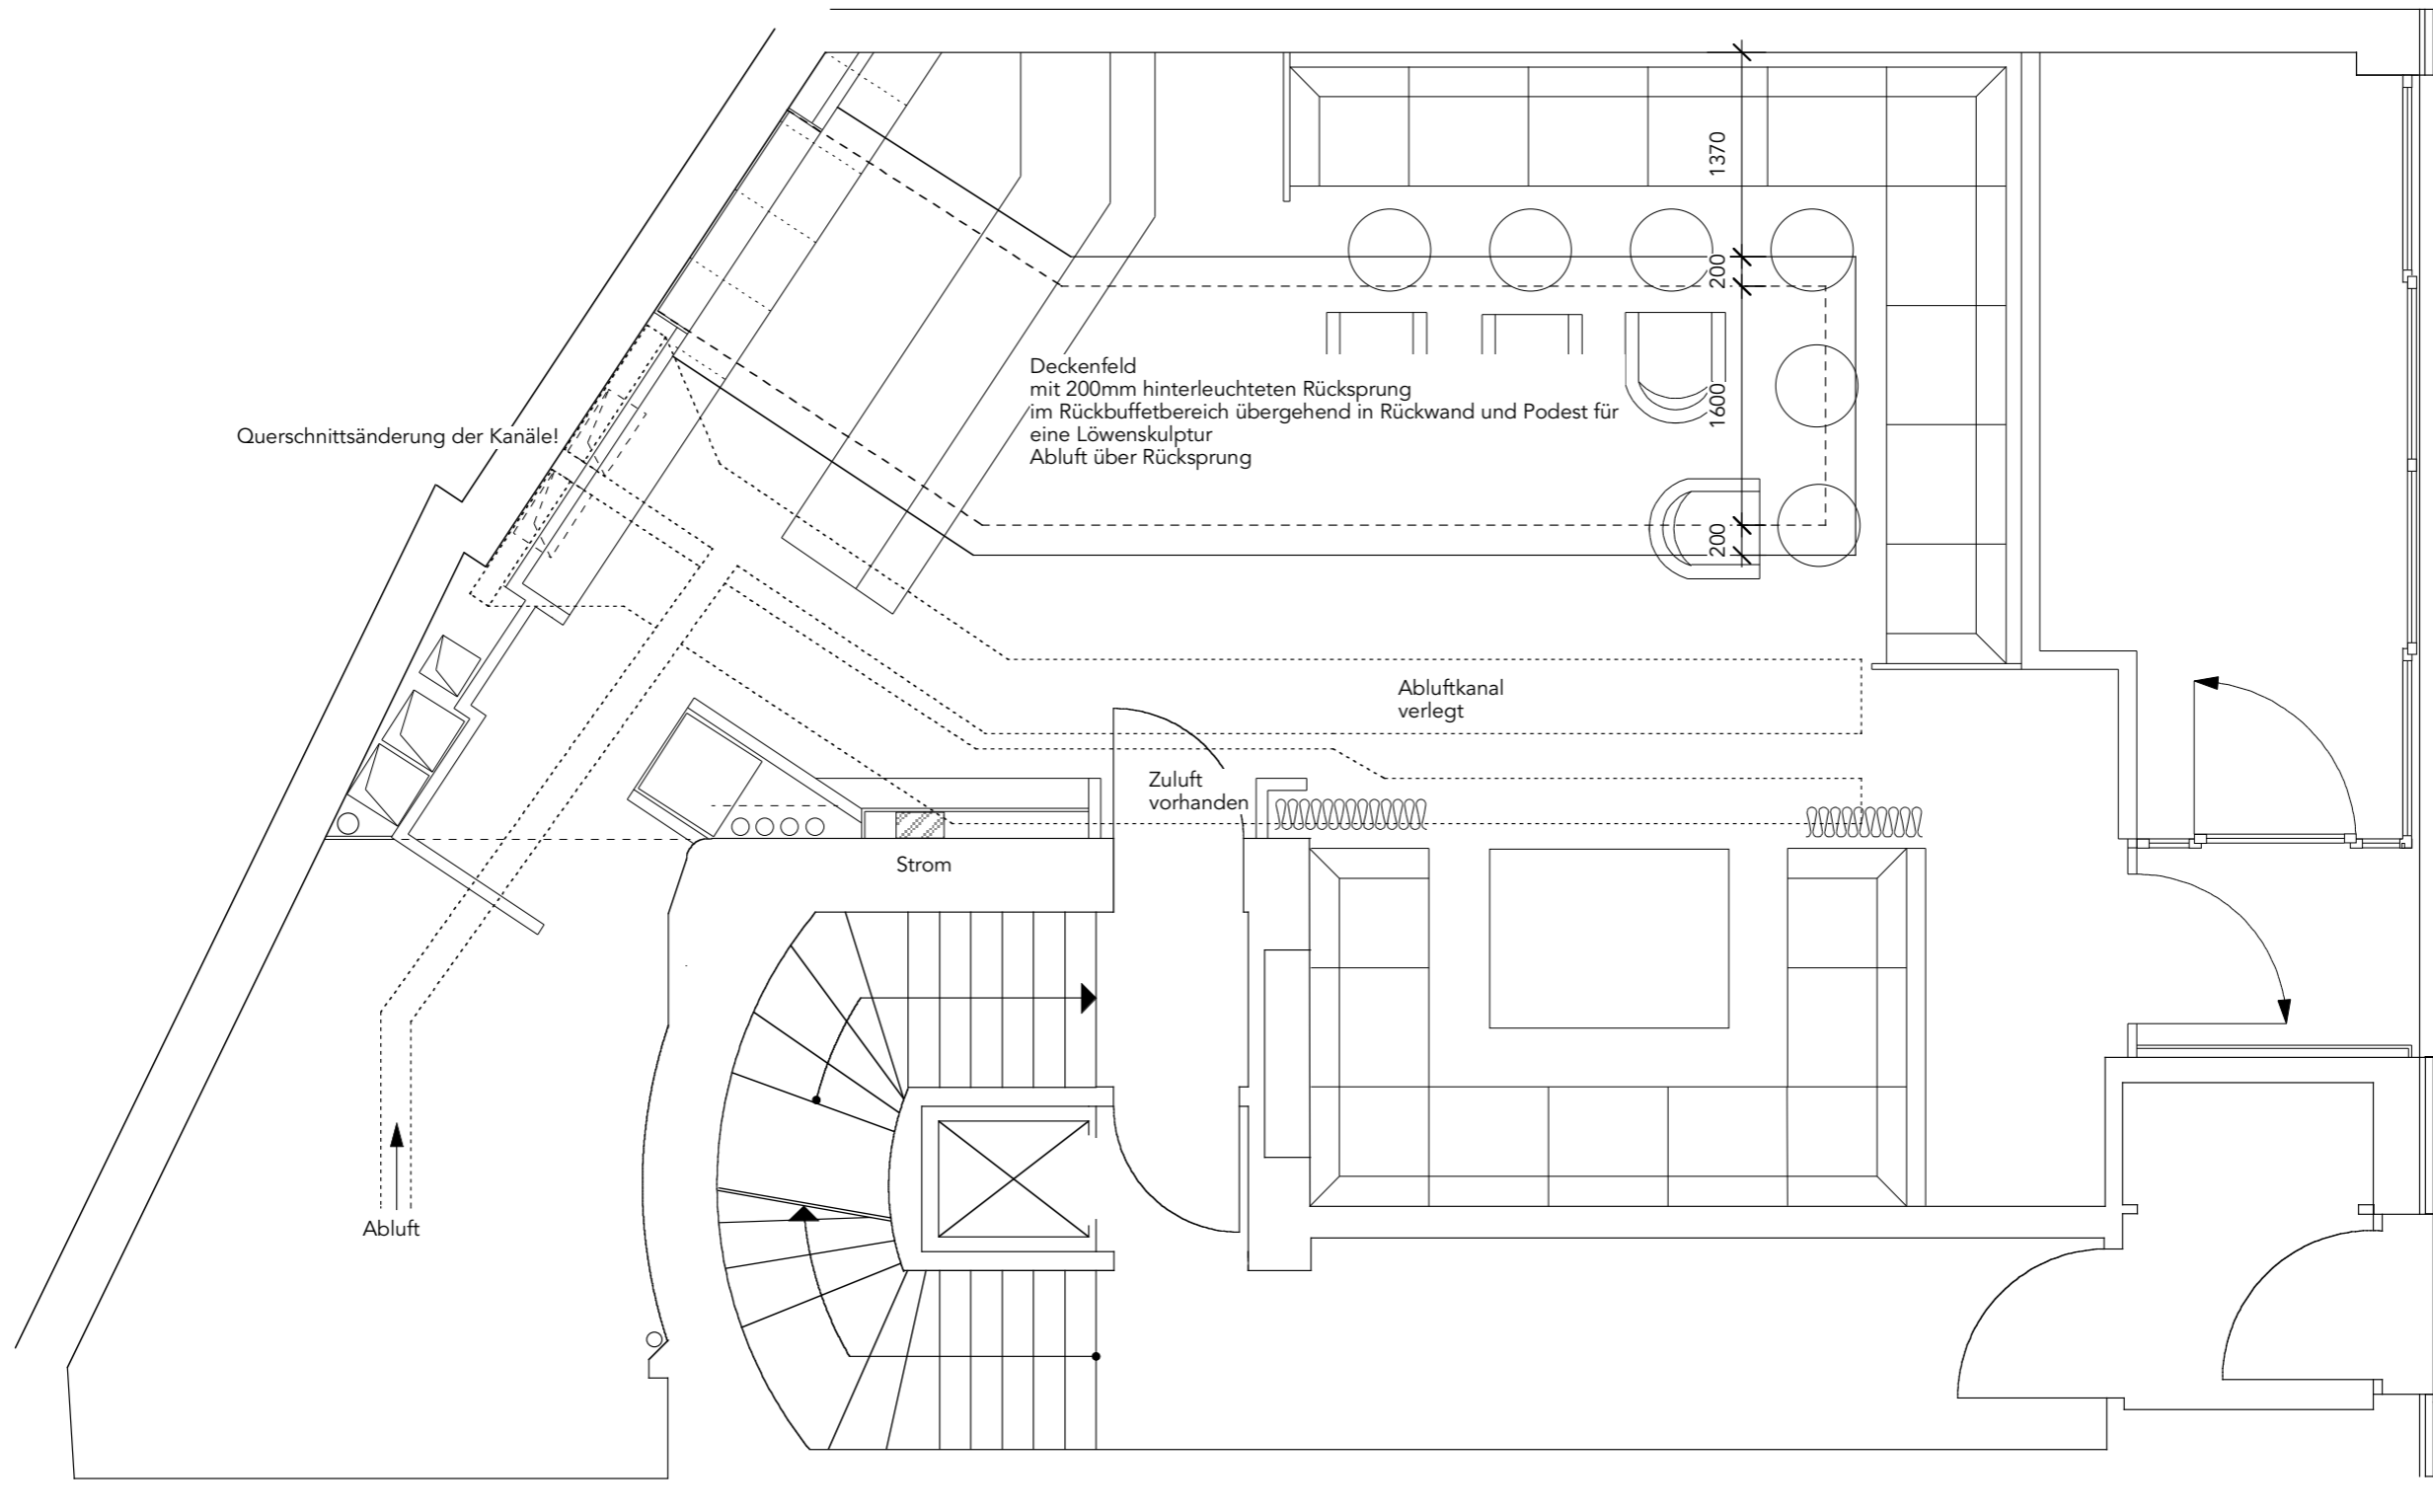 1370
200
Deckenfeld
mit 200mm hinterleuchteten Rücksprung
im Rückbuffetbereich übergehend in Rückwand und Podest für
eine Löwenskulptur
Abluft über Rücksprung
1600
Querschnittsänderung der Kanäle!
200
Abluftkanal
verlegt
Zuluft
vorhanden
Strom
Abluft